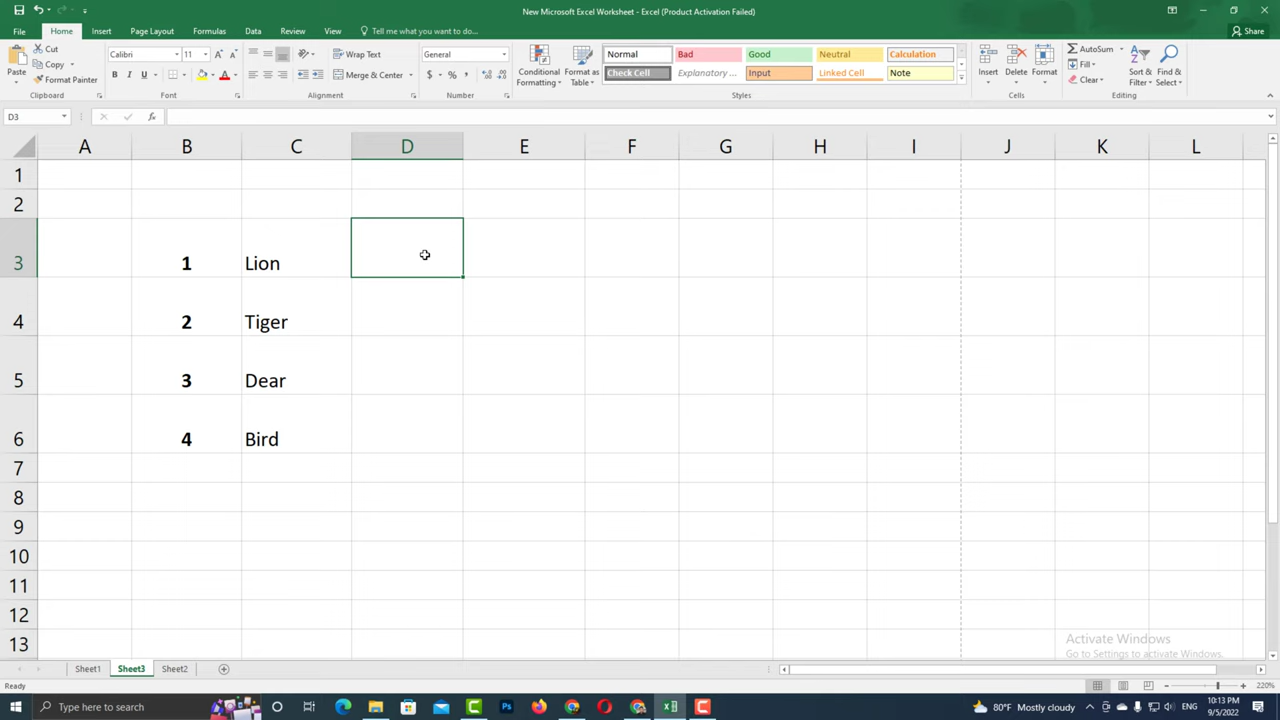 New Microsoft Excel Worksheet - Excel (Product Activation Failed)
File Home Insert Page Layout Formulas Data Review View Tell me what you want to do... Share
Paste Cut Copy Format Painter Clipboard
Calibri 11 B I U A Font
Wrap Text Merge & Center Alignment
General $ % , Number
Conditional Formatting Format as Table
Normal Bad Good Neutral Calculation
Check Cell Explanatory ... Input Linked Cell Note
Styles
Insert Delete Format Cells
AutoSum Fill Clear Sort & Filter Find & Select Editing
D3 fx
A B C D E F G H I J K L
1
2
3 1 Lion
4 2 Tiger
5 3 Dear
6 4 Bird
7
8
9
10
11
12
13
Activate Windows
Go to Settings to activate Windows.
Sheet1 Sheet3 Sheet2
Ready 220%
Type here to search 80°F Mostly cloudy ENG 10:13 PM
9/5/2022